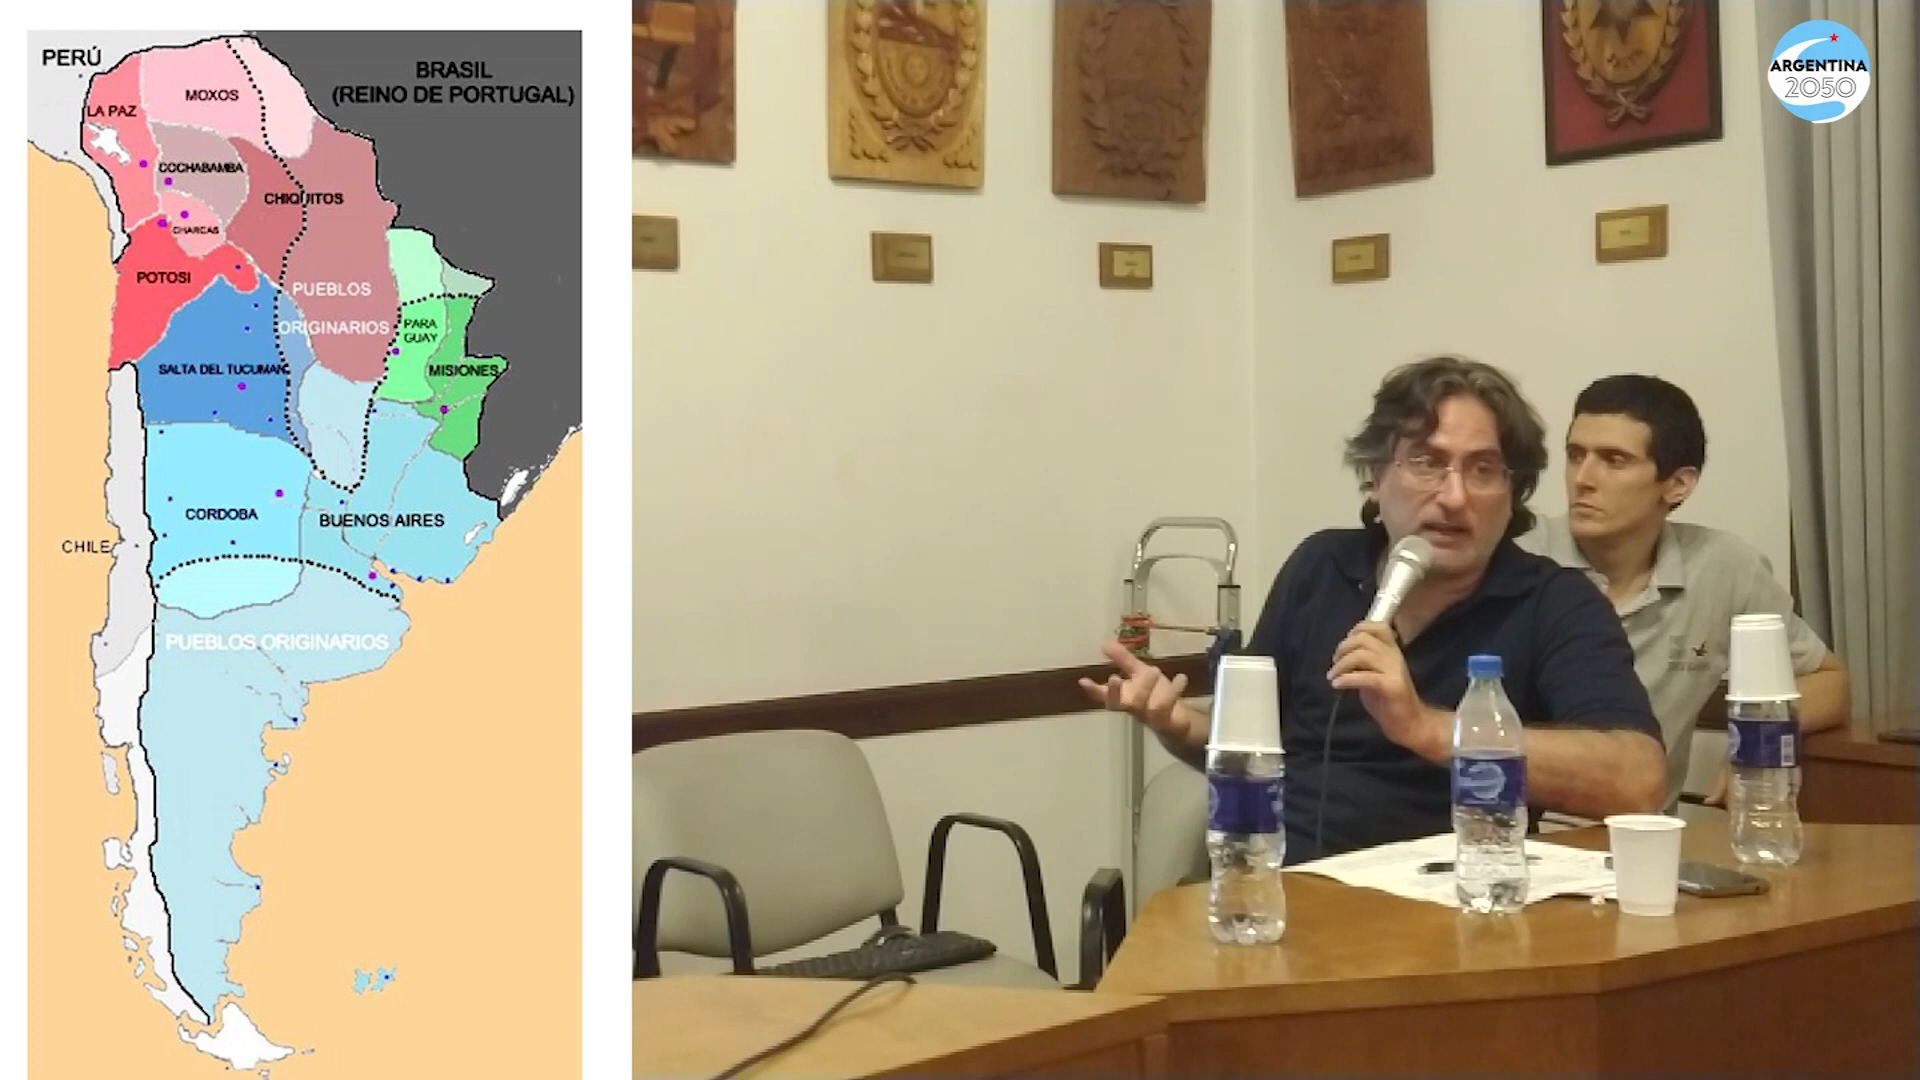 PERÚ
BRASIL
(REINO DE PORTUGAL)
MOXOS
LA PAZ
COCHABAMBA
CHIQUITOS
CHARCAS
POTOSI
PUEBLOS
ORIGINARIOS
PARA
GUAY
SALTA DEL TUCUMAN
MISIONES
CORDOBA
BUENOS AIRES
CHILE
PUEBLOS ORIGINARIOS
ARGENTINA
2050